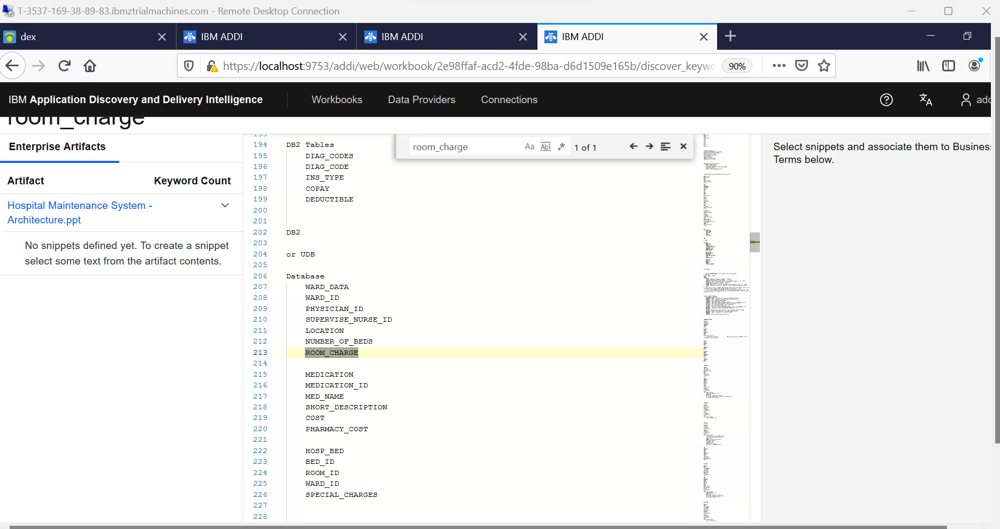 T-3537-169-38-89-83.ibmztrialmachines.com - Remote Desktop Connection
dex
IBM ADDI
IBM ADDI
IBM ADDI
https://localhost:9753/addi/web/workbook/2e98ffaf-acd2-4fde-98ba-d6d1509e165b/discover_keywo
90%
IBM Application Discovery and Delivery Intelligence
Workbooks
Data Providers
Connections
add
room_charge
Enterprise Artifacts
Artifact
Keyword Count
Hospital Maintenance System -
Architecture.ppt
No snippets defined yet. To create a snippet
select some text from the artifact contents.
room_charge
Aa
Abl
1 of 1
193
194 DB2 Tables
195 DIAG_CODES
196 DIAG_CODE
197 INS_TYPE
198 COPAY
199 DEDUCTIBLE
200
201
202 DB2
203
204 or UDB
205
206 Database
207 WARD_DATA
208 WARD_ID
209 PHYSICIAN_ID
210 SUPERVISE_NURSE_ID
211 LOCATION
212 NUMBER_OF_BEDS
213 ROOM_CHARGE
214
215 MEDICATION
216 MEDICATION_ID
217 MED_NAME
218 SHORT_DESCRIPTION
219 COST
220 PHARMACY_COST
221
222 HOSP_BED
223 BED_ID
224 ROOM_ID
225 WARD_ID
226 SPECIAL_CHARGES
227
228
Select snippets and associate them to Business
Terms below.